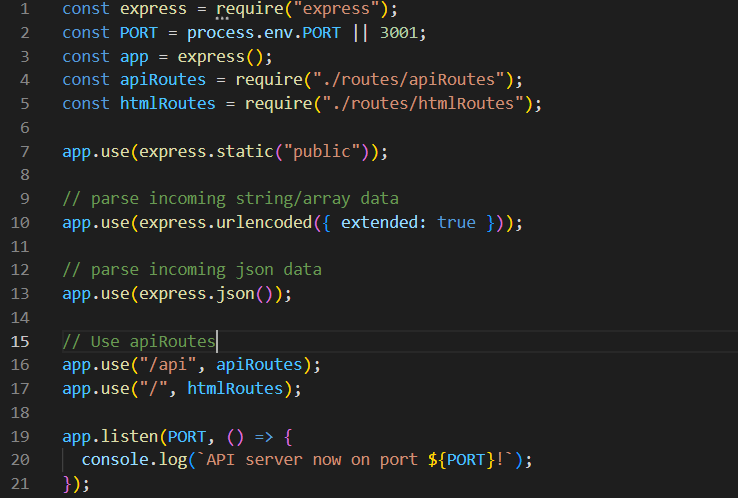 1 const express = require("express");
2 const PORT = process.env.PORT || 3001;
3 const app = express();
4 const apiRoutes = require("./routes/apiRoutes");
5 const htmlRoutes = require("./routes/htmlRoutes");
6
7 app.use(express.static("public"));
8
9 // parse incoming string/array data
10 app.use(express.urlencoded({ extended: true }));
11
12 // parse incoming json data
13 app.use(express.json());
14
15 // Use apiRoutes
16 app.use("/api", apiRoutes);
17 app.use("/", htmlRoutes);
18
19 app.listen(PORT, () => {
20   console.log(`API server now on port ${PORT}!`);
21 });